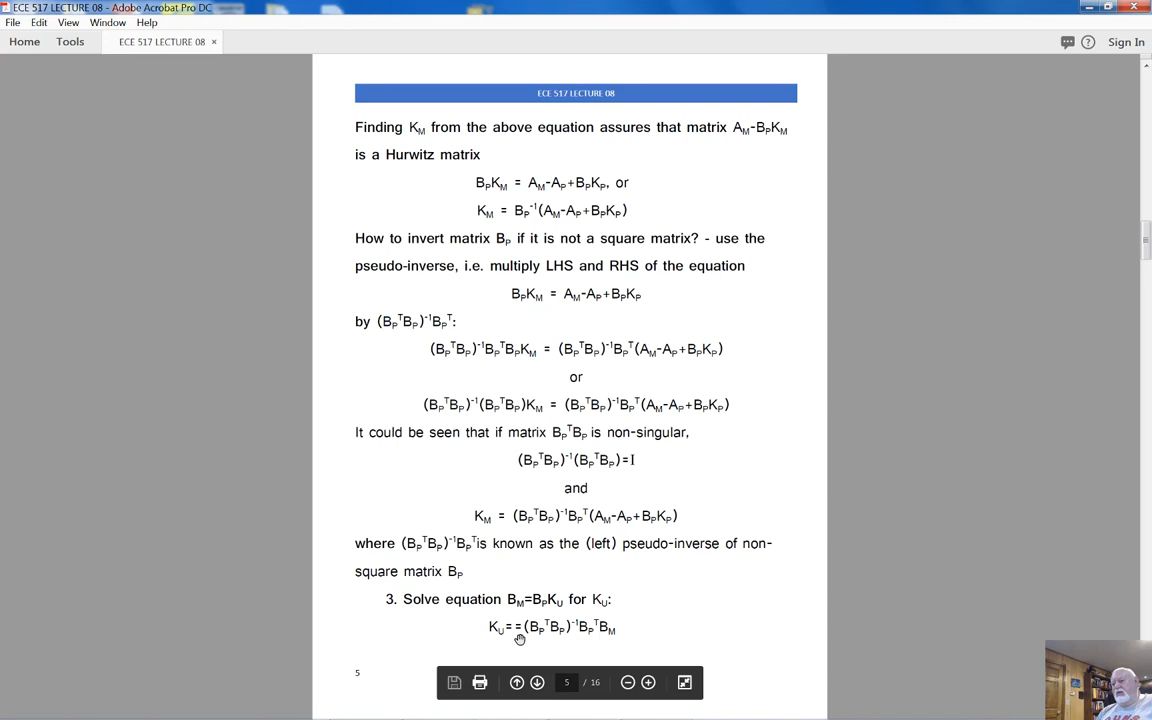 ECE 517 LECTURE 08 - Adobe Acrobat Pro DC
File Edit View Window Help
Home Tools ECE 517 LECTURE 08 × Sign In
ECE 517 LECTURE 08
Finding K_M from the above equation assures that matrix A_M-B_PK_M
is a Hurwitz matrix
B_PK_M = A_M-A_P+B_PK_P, or
K_M = B_P^-1(A_M-A_P+B_PK_P)
How to invert matrix B_P if it is not a square matrix? - use the
pseudo-inverse, i.e. multiply LHS and RHS of the equation
B_PK_M = A_M-A_P+B_PK_P
by (B_P^TB_P)^-1B_P^T:
(B_P^TB_P)^-1B_P^TB_PK_M = (B_P^TB_P)^-1B_P^T(A_M-A_P+B_PK_P)
or
(B_P^TB_P)^-1(B_P^TB_P)K_M = (B_P^TB_P)^-1B_P^T(A_M-A_P+B_PK_P)
It could be seen that if matrix B_P^TB_P is non-singular,
(B_P^TB_P)^-1(B_P^TB_P)=I
and
K_M = (B_P^TB_P)^-1B_P^T(A_M-A_P+B_PK_P)
where (B_P^TB_P)^-1B_P^T is known as the (left) pseudo-inverse of non-
square matrix B_P
3. Solve equation B_M=B_PK_U for K_U:
K_U==(B_P^TB_P)^-1B_P^TB_M
5
5 / 16